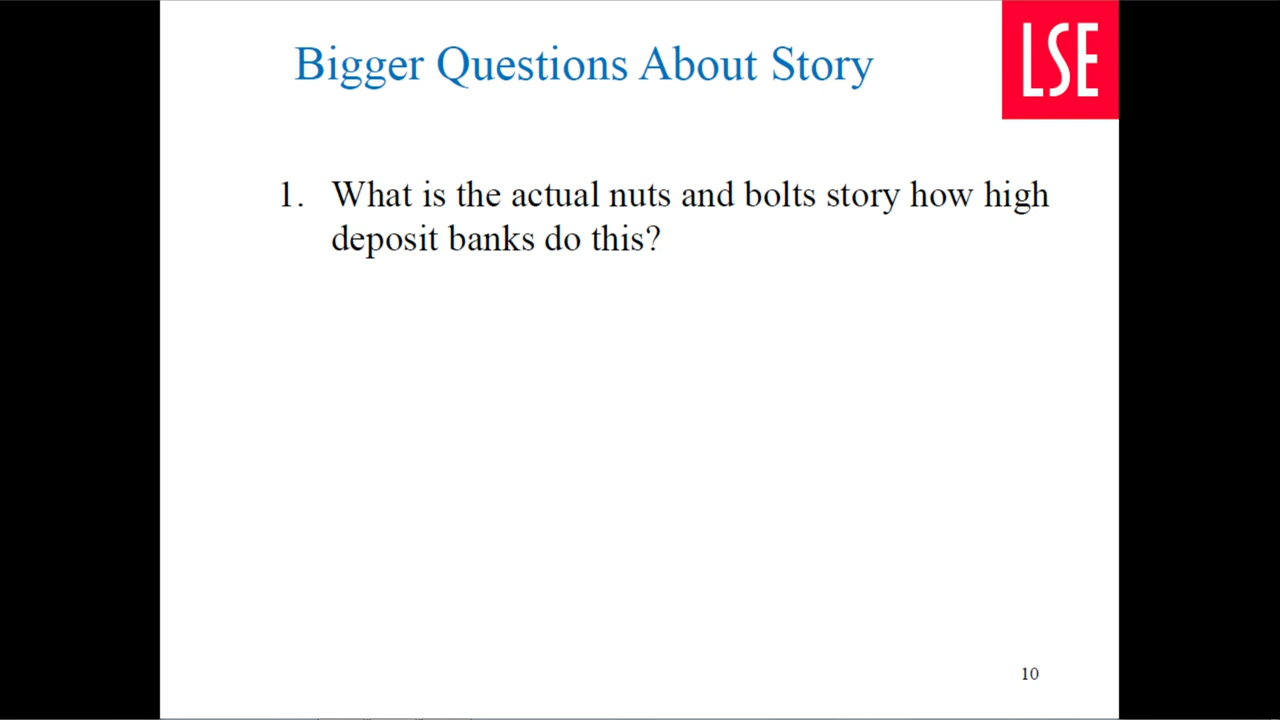 Bigger Questions About Story
LSE
1. What is the actual nuts and bolts story how high
deposit banks do this?
10